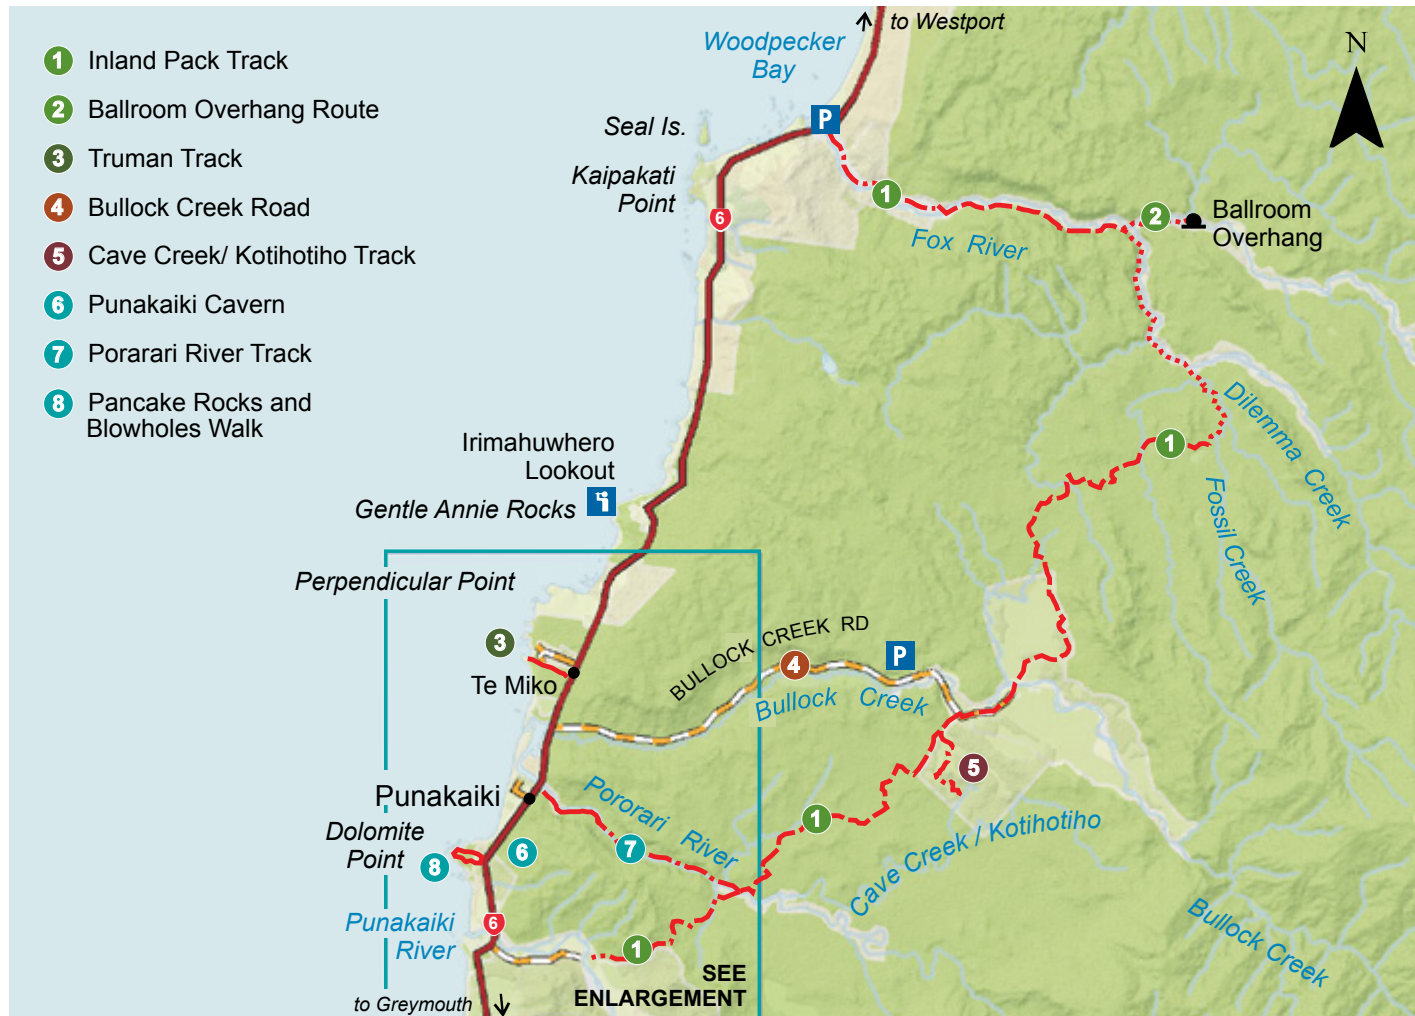 1 Inland Pack Track
2 Ballroom Overhang Route
3 Truman Track
4 Bullock Creek Road
5 Cave Creek/ Kotihotiho Track
6 Punakaiki Cavern
7 Porarari River Track
8 Pancake Rocks and
Blowholes Walk
to Westport
Woodpecker
Bay
N
P
Seal Is.
Kaipakati
Point
6
1
2
Ballroom
Overhang
Fox River
Dilemma Creek
1
Fossil Creek
Irimahuwhero
Lookout
Gentle Annie Rocks
Perpendicular Point
3
Te Miko
BULLOCK CREEK RD
4
P
Bullock Creek
5
Punakaiki
Pororari River
1
Cave Creek / Kotihotiho
Dolomite
Point
8
6
7
Punakaiki
River
6
1
Bullock Creek
SEE
ENLARGEMENT
to Greymouth